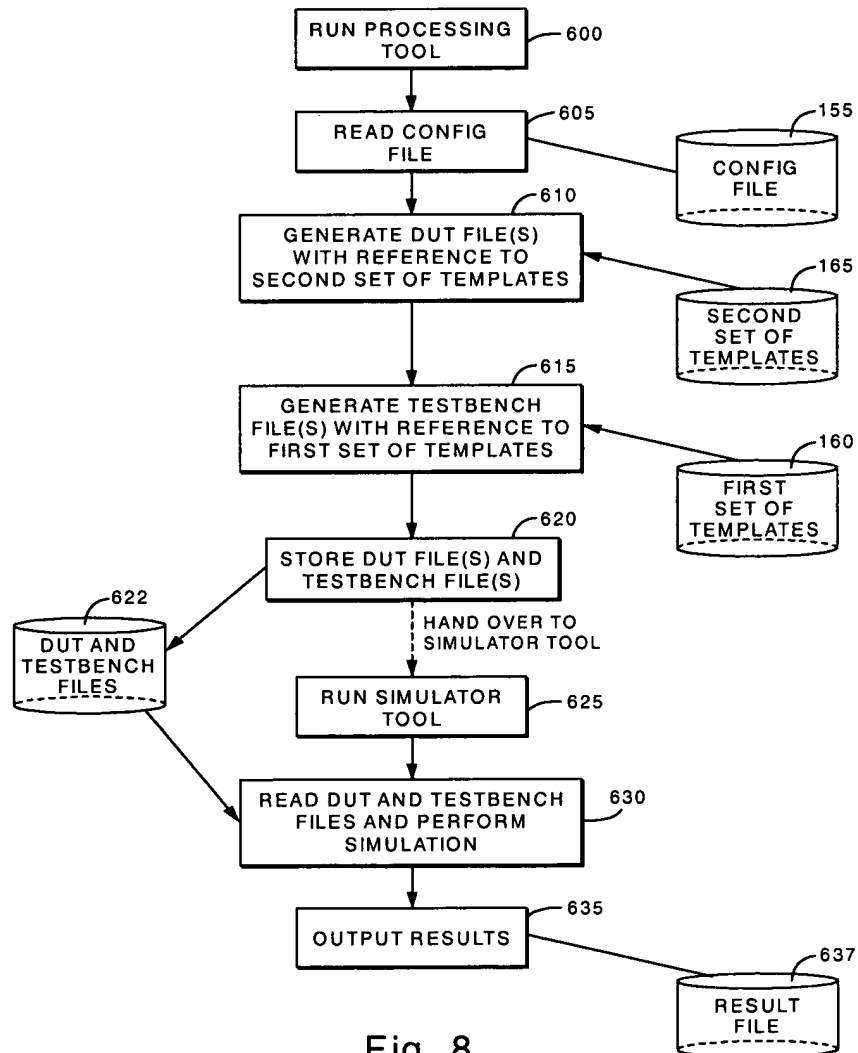 RUN PROCESSING
TOOL
600
READ CONFIG
FILE
605
155
CONFIG
FILE
610
GENERATE DUT FILE(S)
WITH REFERENCE TO
SECOND SET OF TEMPLATES
165
SECOND
SET OF
TEMPLATES
615
GENERATE TESTBENCH
FILE(S) WITH REFERENCE TO
FIRST SET OF TEMPLATES
160
FIRST
SET OF
TEMPLATES
620
STORE DUT FILE(S) AND
TESTBENCH FILE(S)
622
DUT AND
TESTBENCH
FILES
HAND OVER TO
SIMULATOR TOOL
RUN SIMULATOR
TOOL
625
READ DUT AND TESTBENCH
FILES AND PERFORM
SIMULATION
630
OUTPUT RESULTS
635
637
RESULT
FILE
Fig. 8